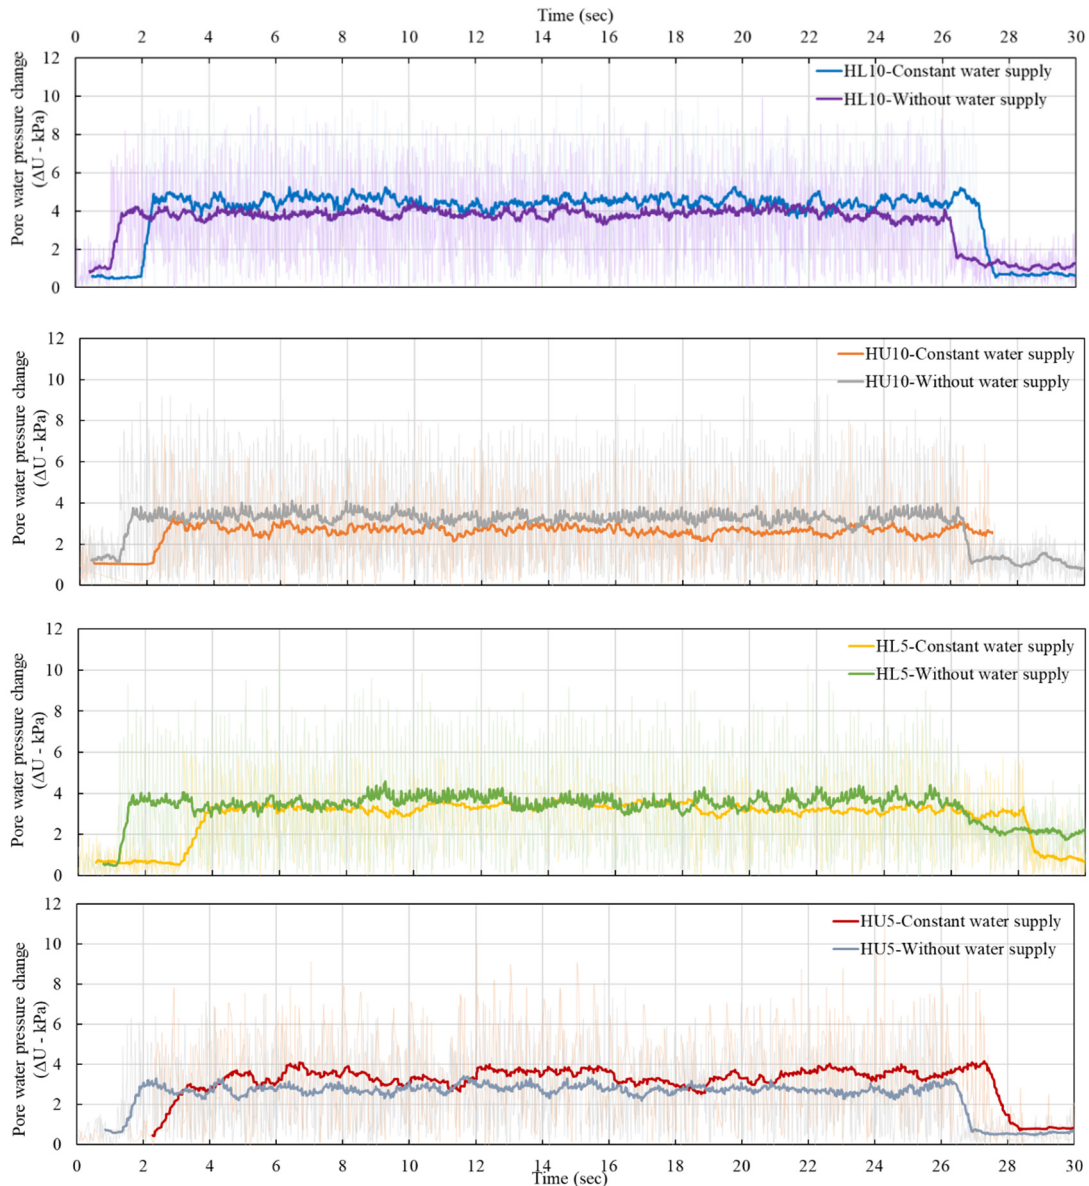 Time (sec)
0 2 4 6 8 10 12 14 16 18 20 22 24 26 28 30
Pore water pressure change
(ΔU - kPa)
12
10
8
6
4
2
0
HL10-Constant water supply
HL10-Without water supply
Pore water pressure change
(ΔU - kPa)
12
10
8
6
4
2
0
HU10-Constant water supply
HU10-Without water supply
Pore water pressure change
(ΔU - kPa)
12
10
8
6
4
2
0
HL5-Constant water supply
HL5-Without water supply
Pore water pressure change
(ΔU - kPa)
12
10
8
6
4
2
0
HU5-Constant water supply
HU5-Without water supply
0 2 4 6 8 10 12 14 16 18 20 22 24 26 28 30
Time (sec)